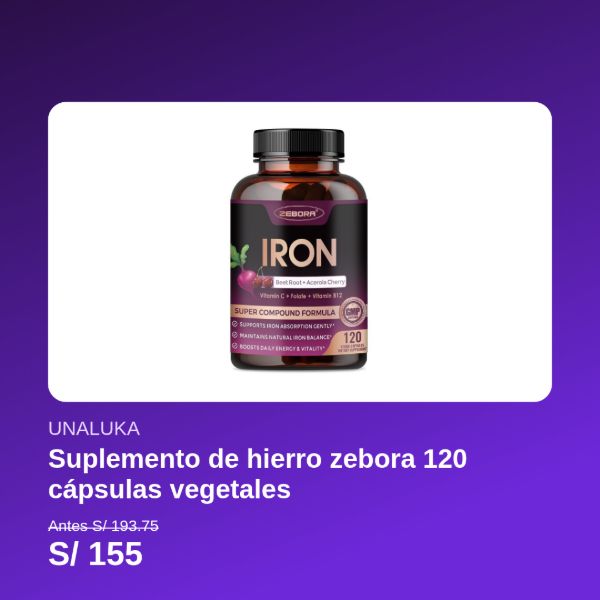 ZEBORA
IRON
Beet Root + Acerola Cherry
Vitamin C + Folate + Vitamin B12
SUPER COMPOUND FORMULA
SUPPORTS IRON ABSORPTION GENTLY*
MAINTAINS NATURAL IRON BALANCE*
BOOSTS DAILY ENERGY & VITALITY*
GMP
120
UNALUKA
Suplemento de hierro zebora 120
cápsulas vegetales
Antes S/ 193.75
S/ 155